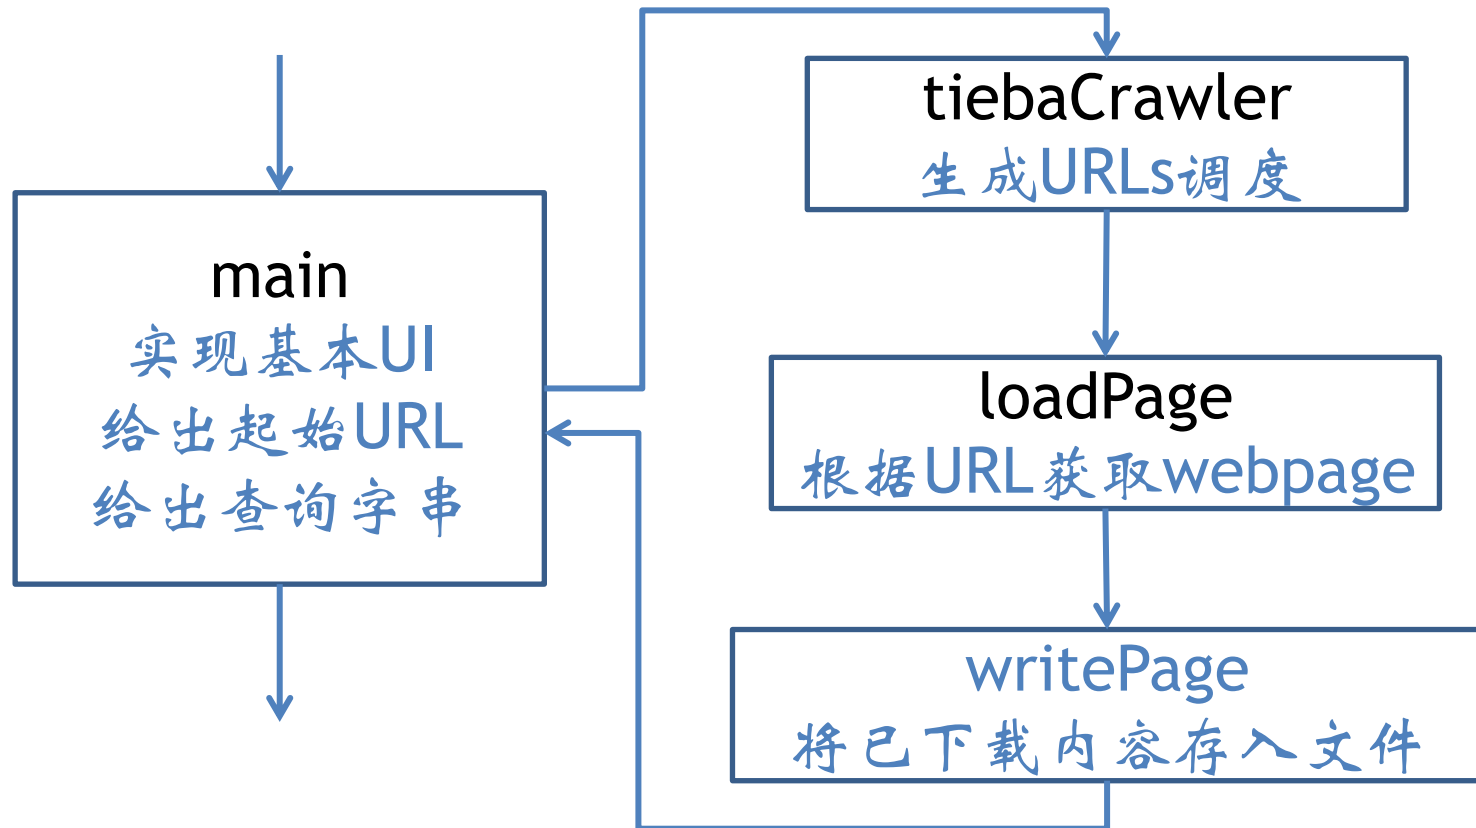 main
实现基本UI
给出起始URL
给出查询字串
tiebaCrawler
生成URLs调度
loadPage
根据URL获取webpage
writePage
将已下载内容存入文件